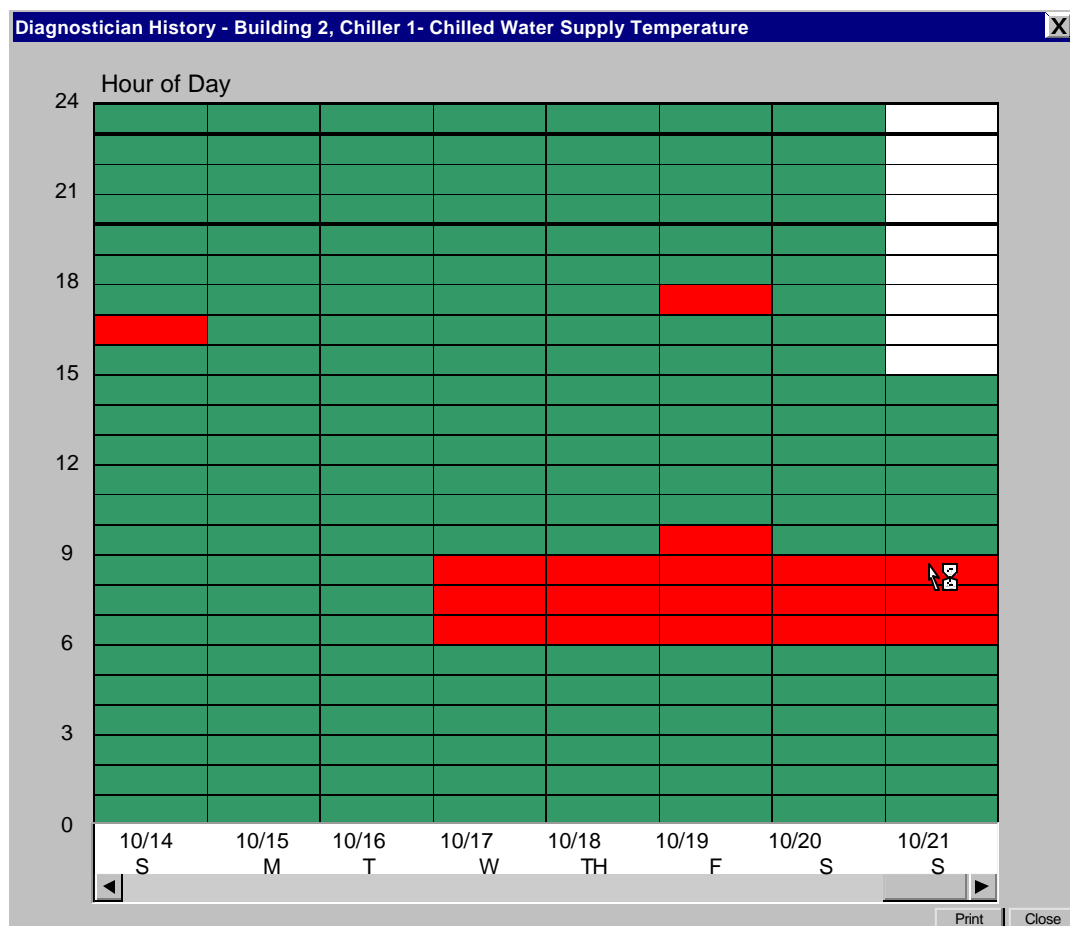 Diagnostician History - Building 2, Chiller 1- Chilled Water Supply Temperature X
Hour of Day
24
21
18
15
12
9
6
3
0
10/14 10/15 10/16 10/17 10/18 10/19 10/20 10/21
S M T W TH F S S
Print Close